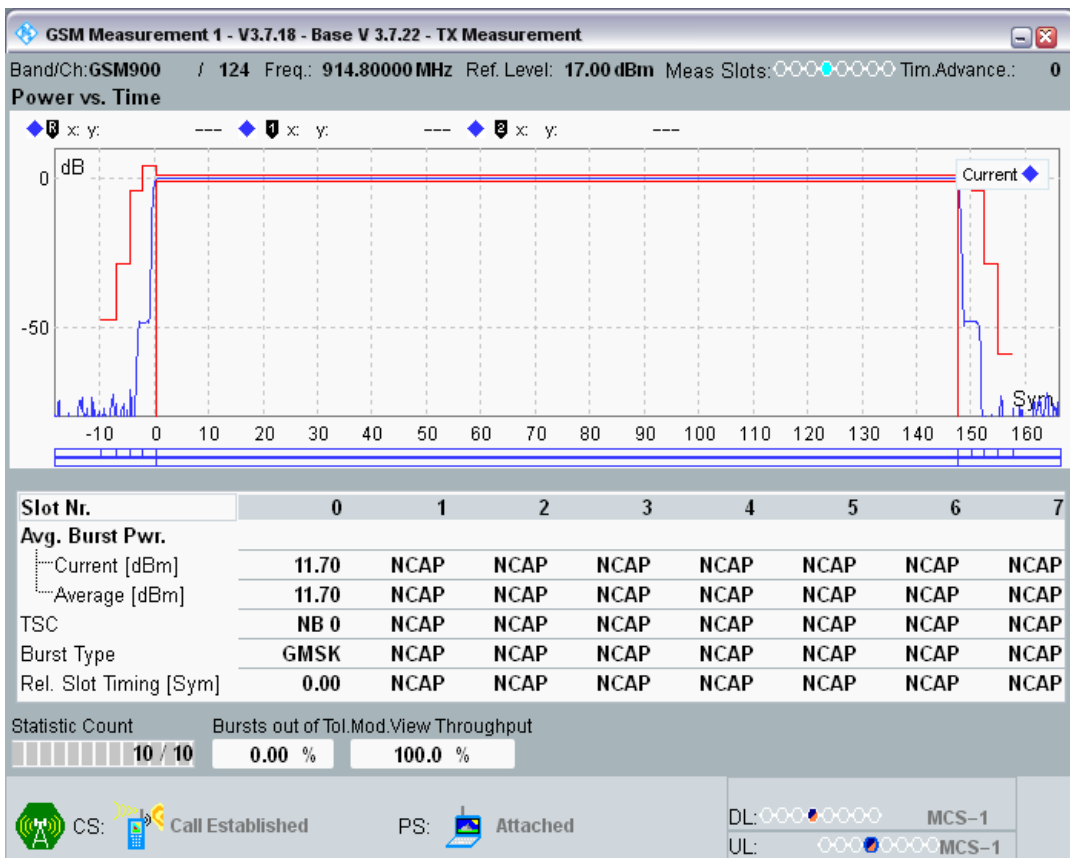 GSM Measurement 1 - V3.7.18 - Base V 3.7.22 - TX Measurement
Band/Ch:GSM900 / 124 Freq.: 914.80000 MHz Ref. Level: 17.00 dBm Meas Slots: Tim.Advance.: 0
Power vs. Time
R x: y: --- 1 x: y: --- 2 x: y: ---
dB
Current
0
-50
Sym
-10 0 10 20 30 40 50 60 70 80 90 100 110 120 130 140 150 160
Slot Nr. 0 1 2 3 4 5 6 7
Avg. Burst Pwr.
Current [dBm] 11.70 NCAP NCAP NCAP NCAP NCAP NCAP NCAP
Average [dBm] 11.70 NCAP NCAP NCAP NCAP NCAP NCAP NCAP
TSC NB 0 NCAP NCAP NCAP NCAP NCAP NCAP NCAP
Burst Type GMSK NCAP NCAP NCAP NCAP NCAP NCAP NCAP
Rel. Slot Timing [Sym] 0.00 NCAP NCAP NCAP NCAP NCAP NCAP NCAP
Statistic Count Bursts out of Tol.Mod.View Throughput
10 / 10 0.00 % 100.0 %
CS: Call Established PS: Attached
DL: MCS-1
UL: MCS-1